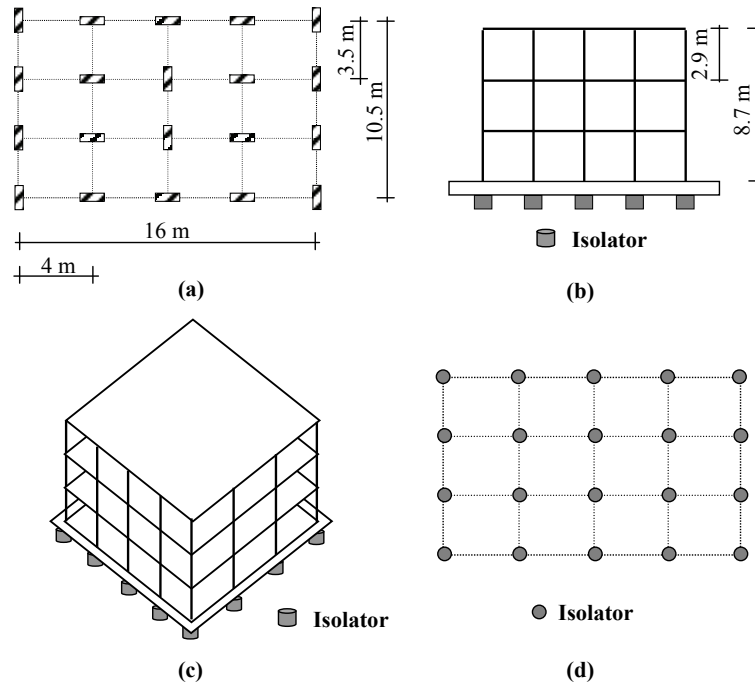 3.5 m
10.5 m
16 m
4 m
(a)
2.9 m
8.7 m
Isolator
(b)
Isolator
(c)
Isolator
(d)